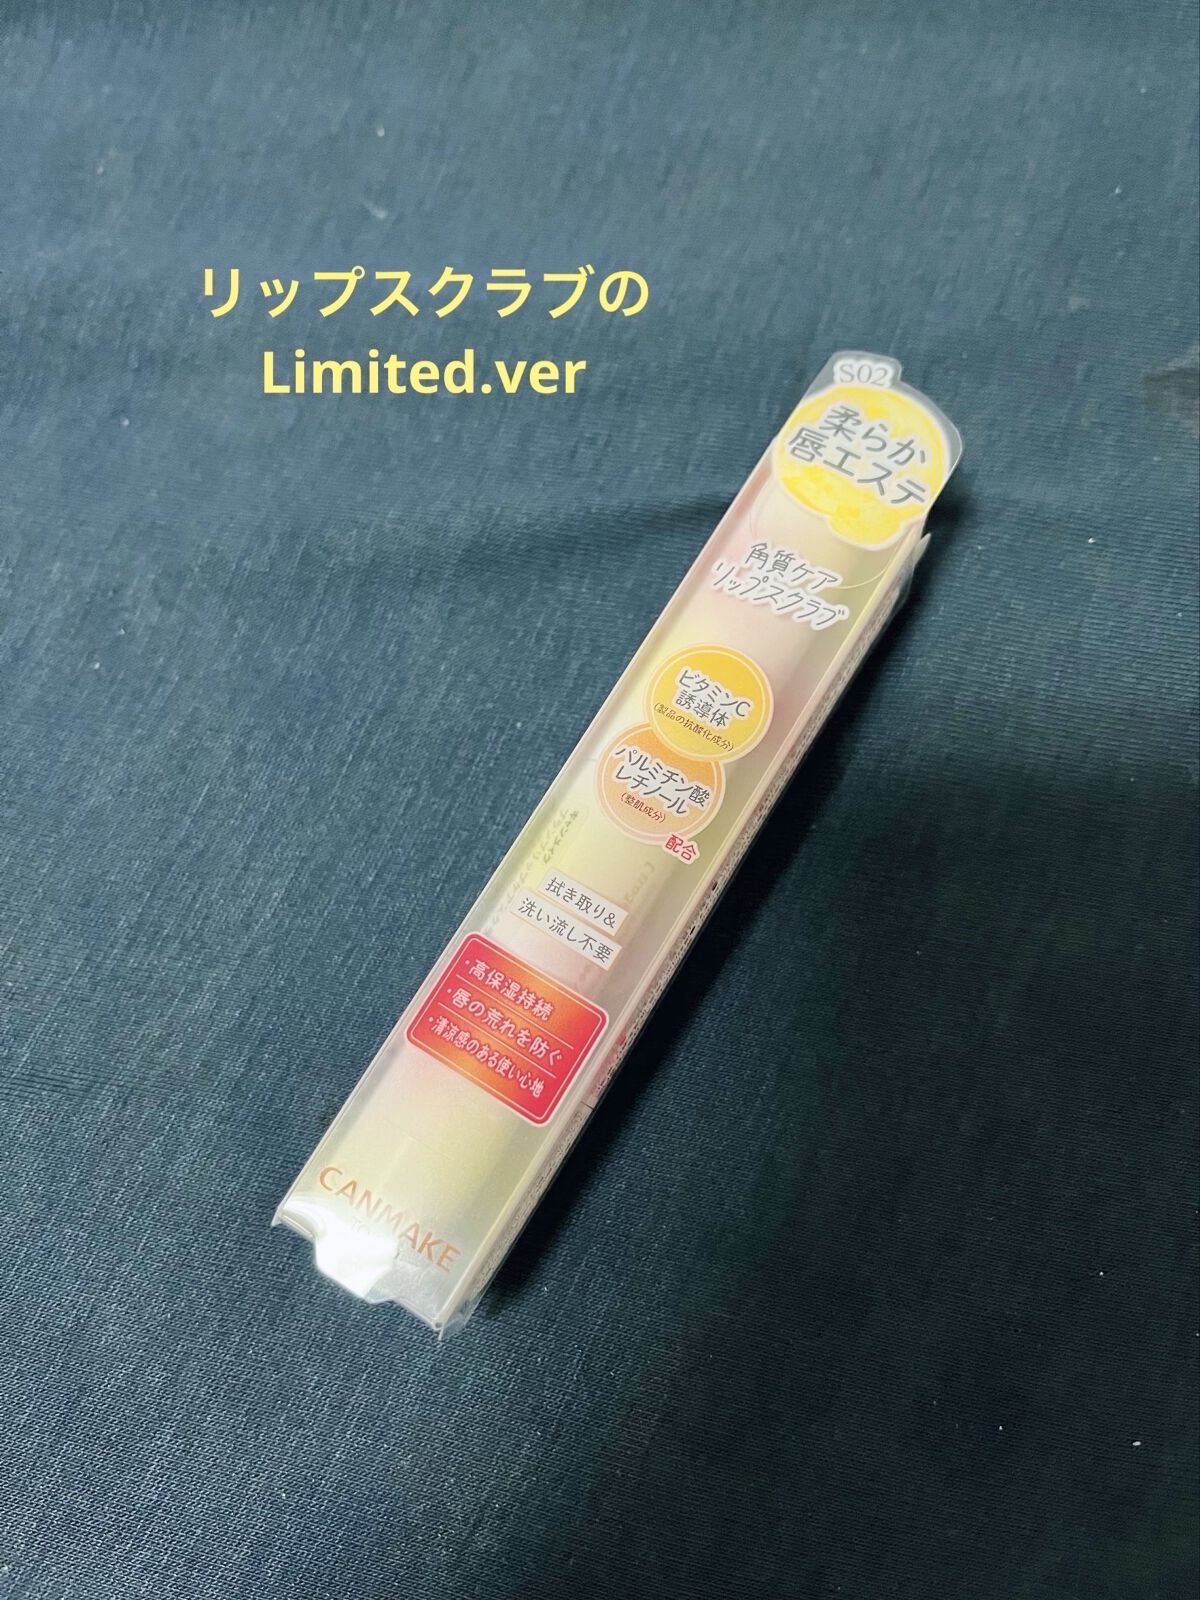 リップスクラブの
Limited.ver
S02
柔らか
唇エステ
角質ケア
リップスクラブ
ビタミンC
誘導体
(製品の抗酸化成分)
パルミチン酸
レチノール
(整肌成分)
配合
拭き取り&
洗い流し不要
・高保湿持続
・唇の荒れを防ぐ
・清涼感のある使い心地
CANMAKE